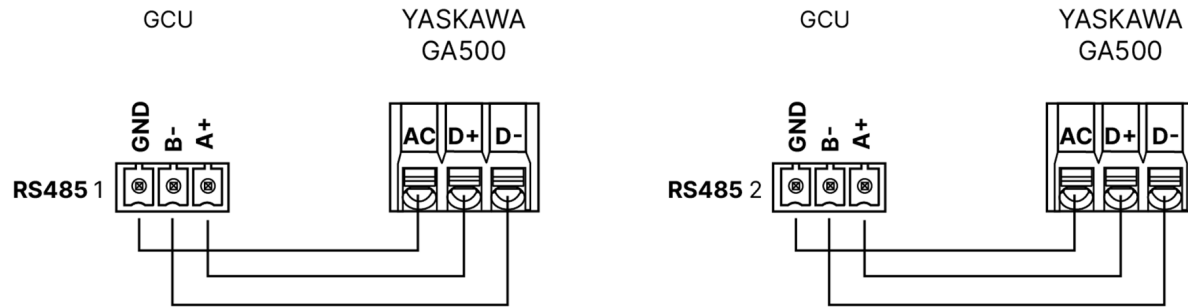 GCU
YASKAWA
GA500
GND
B-
A+
AC
D+
D-
RS485 1
GCU
YASKAWA
GA500
GND
B-
A+
AC
D+
D-
RS485 2